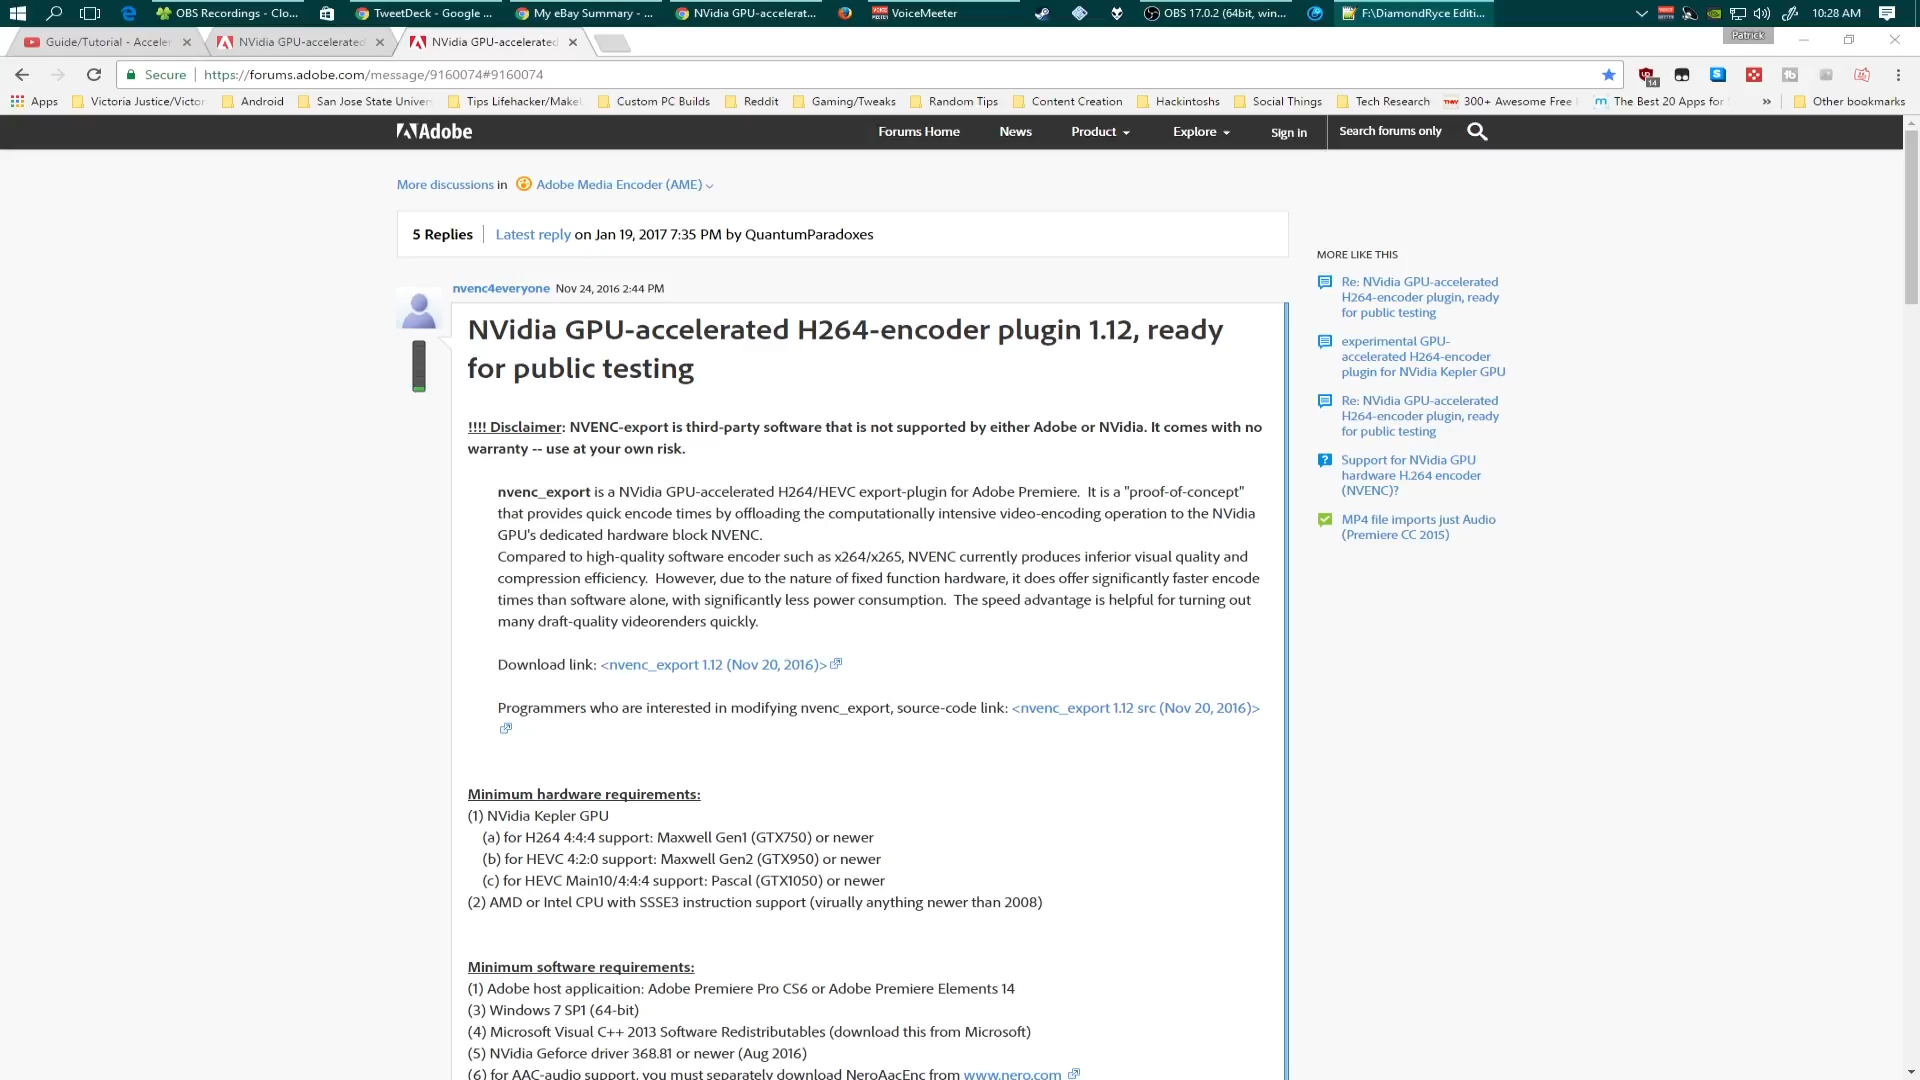 OBS Recordings - Clo... TweetDeck - Google ... My eBay Summary - ... NVidia GPU-accelerat... VoiceMeeter OBS 17.0.2 (64bit, win... F:\DiamondRyce Editi... 10:28 AM
Guide/Tutorial - Acceler NVidia GPU-accelerated NVidia GPU-accelerated Patrick
Secure https://forums.adobe.com/message/9160074#9160074 14
Apps Victoria Justice/Victor Android San Jose State Univer Tips Lifehacker/Make Custom PC Builds Reddit Gaming/Tweaks Random Tips Content Creation Hackintoshs Social Things Tech Research 300+ Awesome Free The Best 20 Apps for » Other bookmarks
Adobe Forums Home News Product Explore Sign in Search forums only
More discussions in Adobe Media Encoder (AME)
5 Replies Latest reply on Jan 19, 2017 7:35 PM by QuantumParadoxes
nvenc4everyone Nov 24, 2016 2:44 PM
NVidia GPU-accelerated H264-encoder plugin 1.12, ready
for public testing
!!!! Disclaimer: NVENC-export is third-party software that is not supported by either Adobe or NVidia. It comes with no
warranty -- use at your own risk.
nvenc_export is a NVidia GPU-accelerated H264/HEVC export-plugin for Adobe Premiere.  It is a "proof-of-concept"
that provides quick encode times by offloading the computationally intensive video-encoding operation to the NVidia
GPU's dedicated hardware block NVENC.
Compared to high-quality software encoder such as x264/x265, NVENC currently produces inferior visual quality and
compression efficiency.  However, due to the nature of fixed function hardware, it does offer significantly faster encode
times than software alone, with significantly less power consumption.  The speed advantage is helpful for turning out
many draft-quality videorenders quickly.
Download link: <nvenc_export 1.12 (Nov 20, 2016)>
Programmers who are interested in modifying nvenc_export, source-code link: <nvenc_export 1.12 src (Nov 20, 2016)>
Minimum hardware requirements:
(1) NVidia Kepler GPU
(a) for H264 4:4:4 support: Maxwell Gen1 (GTX750) or newer
(b) for HEVC 4:2:0 support: Maxwell Gen2 (GTX950) or newer
(c) for HEVC Main10/4:4:4 support: Pascal (GTX1050) or newer
(2) AMD or Intel CPU with SSSE3 instruction support (virually anything newer than 2008)
Minimum software requirements:
(1) Adobe host applicaition: Adobe Premiere Pro CS6 or Adobe Premiere Elements 14
(3) Windows 7 SP1 (64-bit)
(4) Microsoft Visual C++ 2013 Software Redistributables (download this from Microsoft)
(5) NVidia Geforce driver 368.81 or newer (Aug 2016)
(6) for AAC-audio support, you must separately download NeroAacEnc from www.nero.com
MORE LIKE THIS
Re: NVidia GPU-accelerated
H264-encoder plugin, ready
for public testing
experimental GPU-
accelerated H264-encoder
plugin for NVidia Kepler GPU
Re: NVidia GPU-accelerated
H264-encoder plugin, ready
for public testing
Support for NVidia GPU
hardware H.264 encoder
(NVENC)?
MP4 file imports just Audio
(Premiere CC 2015)